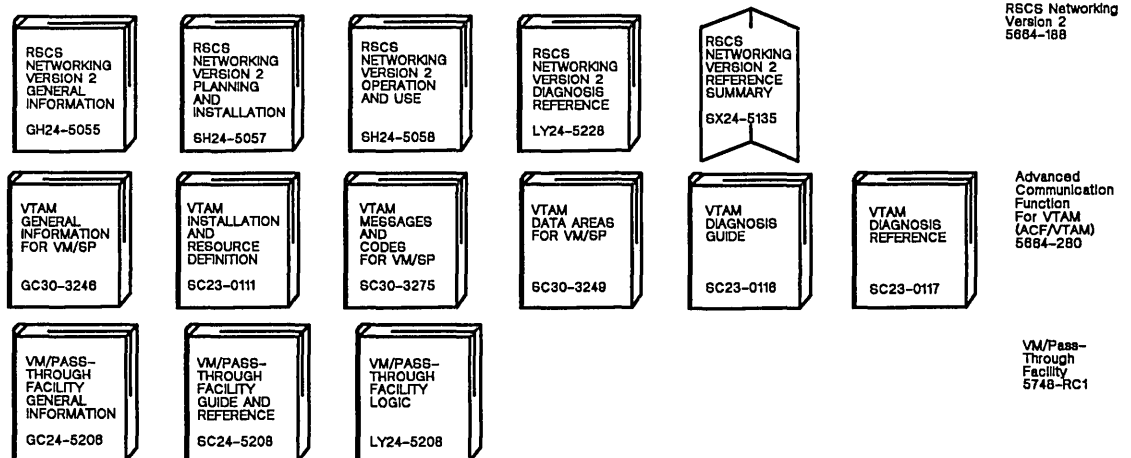 RSCS
NETWORKING
VERSION 2
GENERAL
INFORMATION
GH24-5055
RSCS
NETWORKING
VERSION 2
PLANNING
AND
INSTALLATION
SH24-5057
RSCS
NETWORKING
VERSION 2
OPERATION
AND USE
SH24-5058
RSCS
NETWORKING
VERSION 2
DIAGNOSIS
REFERENCE
LY24-5228
RSCS
NETWORKING
VERSION 2
REFERENCE
SUMMARY
SX24-5135
RSCS Networking
Version 2
5664-188
VTAM
GENERAL
INFORMATION
FOR VM/SP
GC30-3246
VTAM
INSTALLATION
AND
RESOURCE
DEFINITION
SC23-0111
VTAM
MESSAGES
AND
CODES
FOR VM/SP
SC30-3275
VTAM
DATA AREAS
FOR VM/SP
SC30-3249
VTAM
DIAGNOSIS
GUIDE
SC23-0116
VTAM
DIAGNOSIS
REFERENCE
SC23-0117
Advanced
Communication
Function
For VTAM
(ACF/VTAM)
5664-280
VM/PASS-
THROUGH
FACILITY
GENERAL
INFORMATION
GC24-5206
VM/PASS-
THROUGH
FACILITY
GUIDE AND
REFERENCE
SC24-5208
VM/PASS-
THROUGH
FACILITY
LOGIC
LY24-5208
VM/Pass-
Through
Facility
5748-RC1